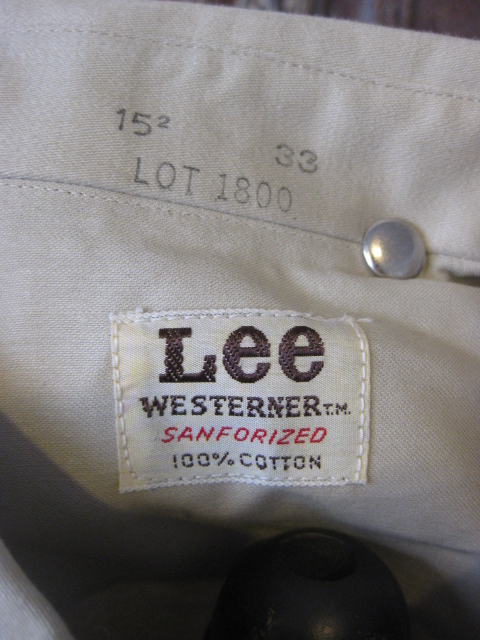 15² 33
LOT 1800
Lee
WESTERNER T.M.
SANFORIZED
100% COTTON